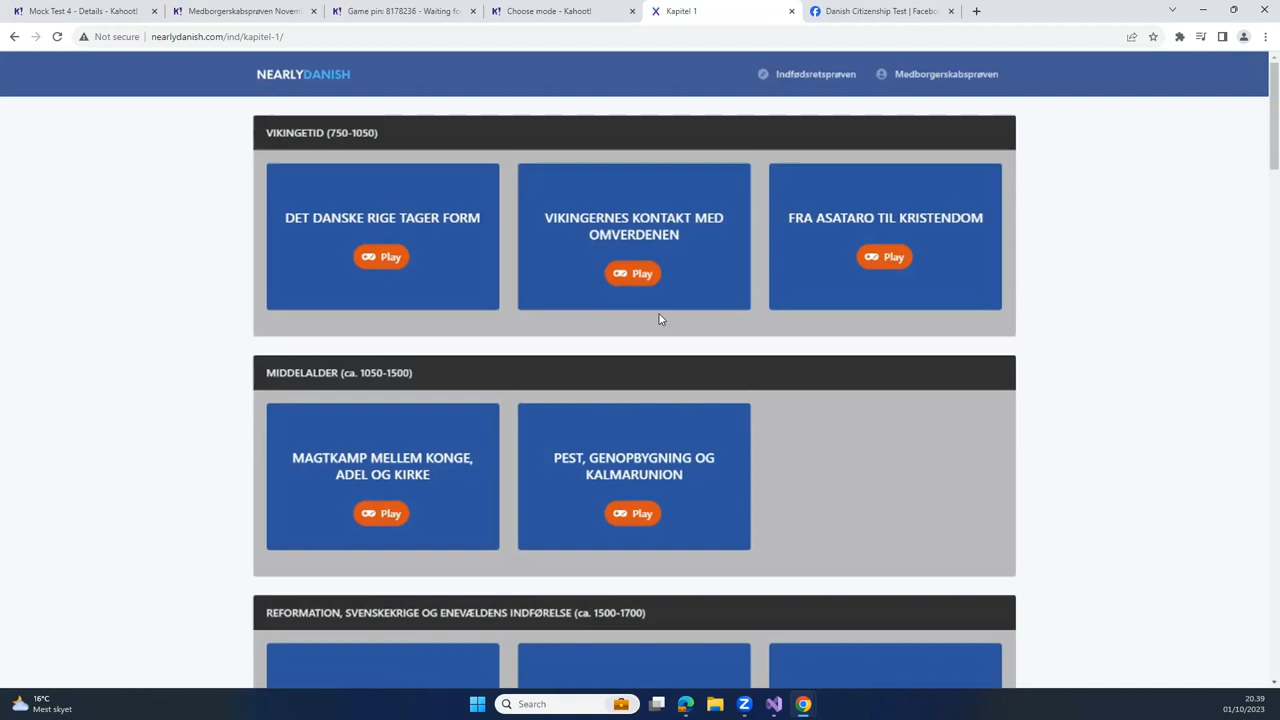 Mock Test 4 - Details - Kahoot!
Medborgerskabsprøven Novem
Game pin: 8178236 - Waiting fo
Choose mode - Kahoot!
Kapitel 1
Danish Citizenship Test | Facebo
Not secure
nearlydanish.com/ind/kapitel-1/
NEARLYDANISH
Indfødsretsprøven
Medborgerskabsprøven
VIKINGETID (750-1050)
DET DANSKE RIGE TAGER FORM
Play
VIKINGERNES KONTAKT MED
OMVERDENEN
Play
FRA ASATARO TIL KRISTENDOM
Play
MIDDELALDER (ca. 1050-1500)
MAGTKAMP MELLEM KONGE,
ADEL OG KIRKE
Play
PEST, GENOPBYGNING OG
KALMARUNION
Play
REFORMATION, SVENSKEKRIGE OG ENEVÆLDENS INDFØRELSE (ca. 1500-1700)
16°C
Mest skyet
Search
20.39
01/10/2023